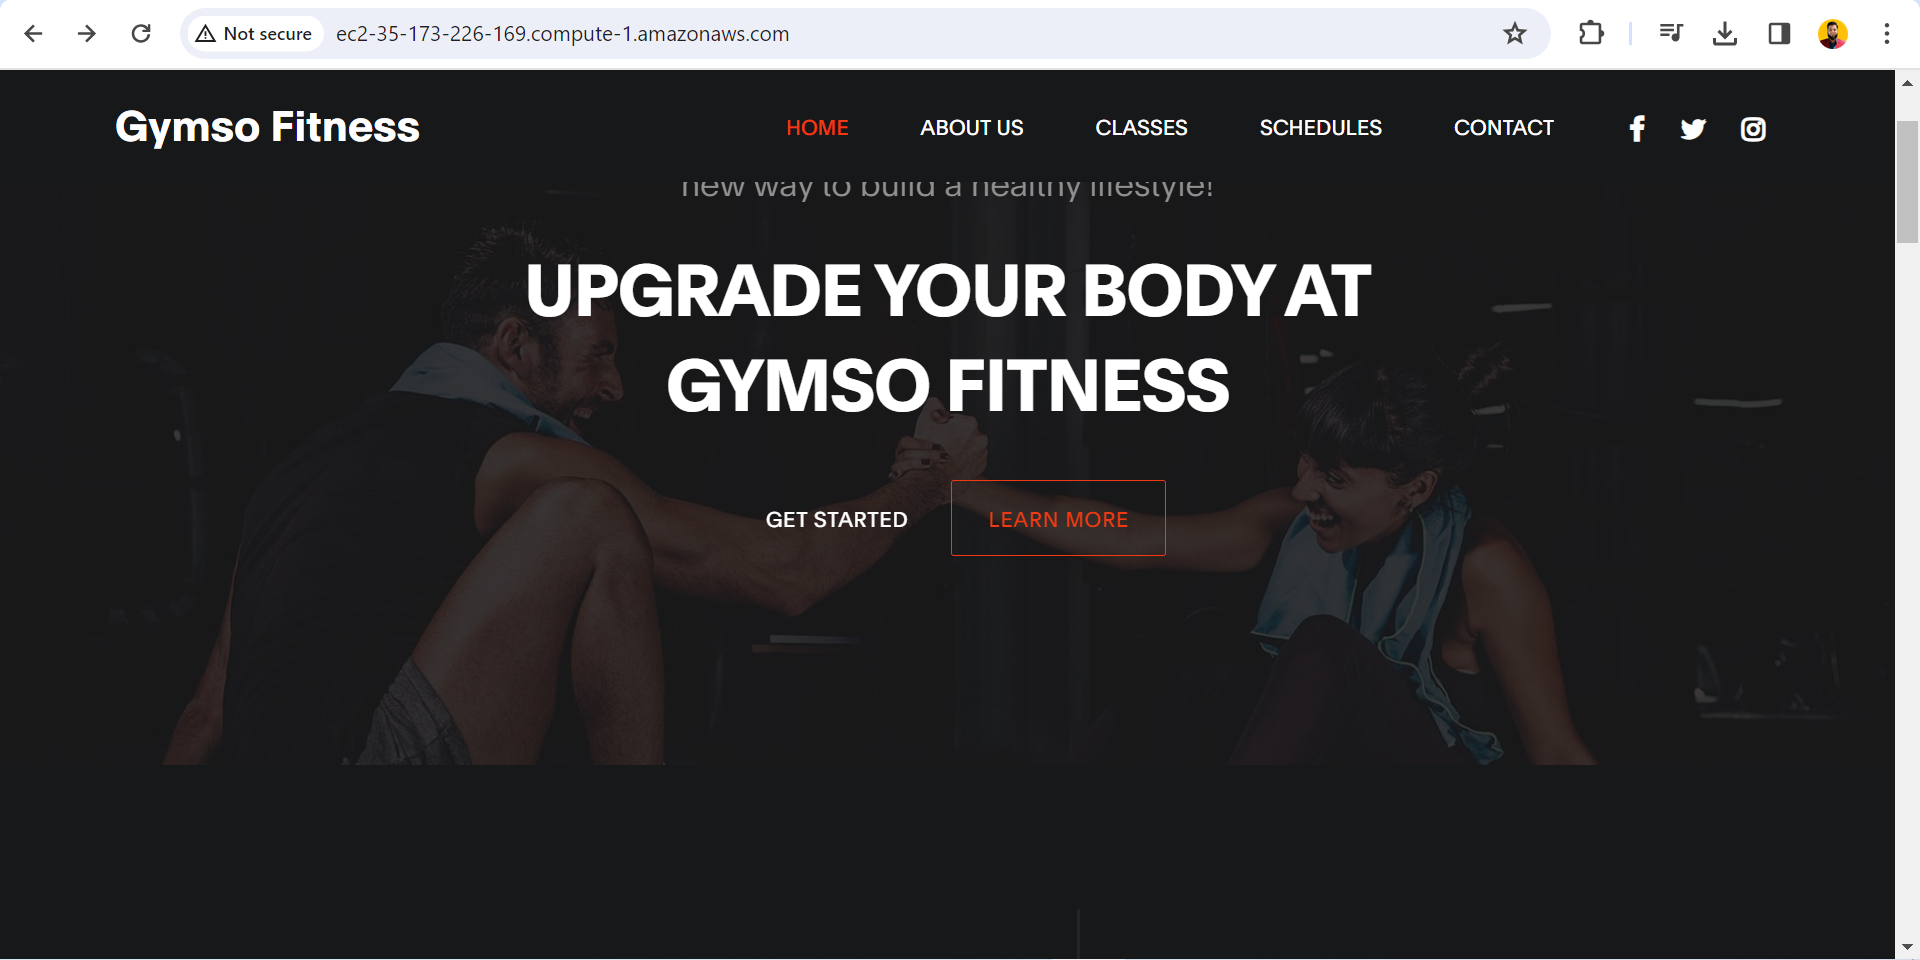 Not secure ec2-35-173-226-169.compute-1.amazonaws.com
Gymso Fitness HOME ABOUT US CLASSES SCHEDULES CONTACT
new way to build a healthy lifestyle!
UPGRADE YOUR BODY AT
GYMSO FITNESS
GET STARTED LEARN MORE